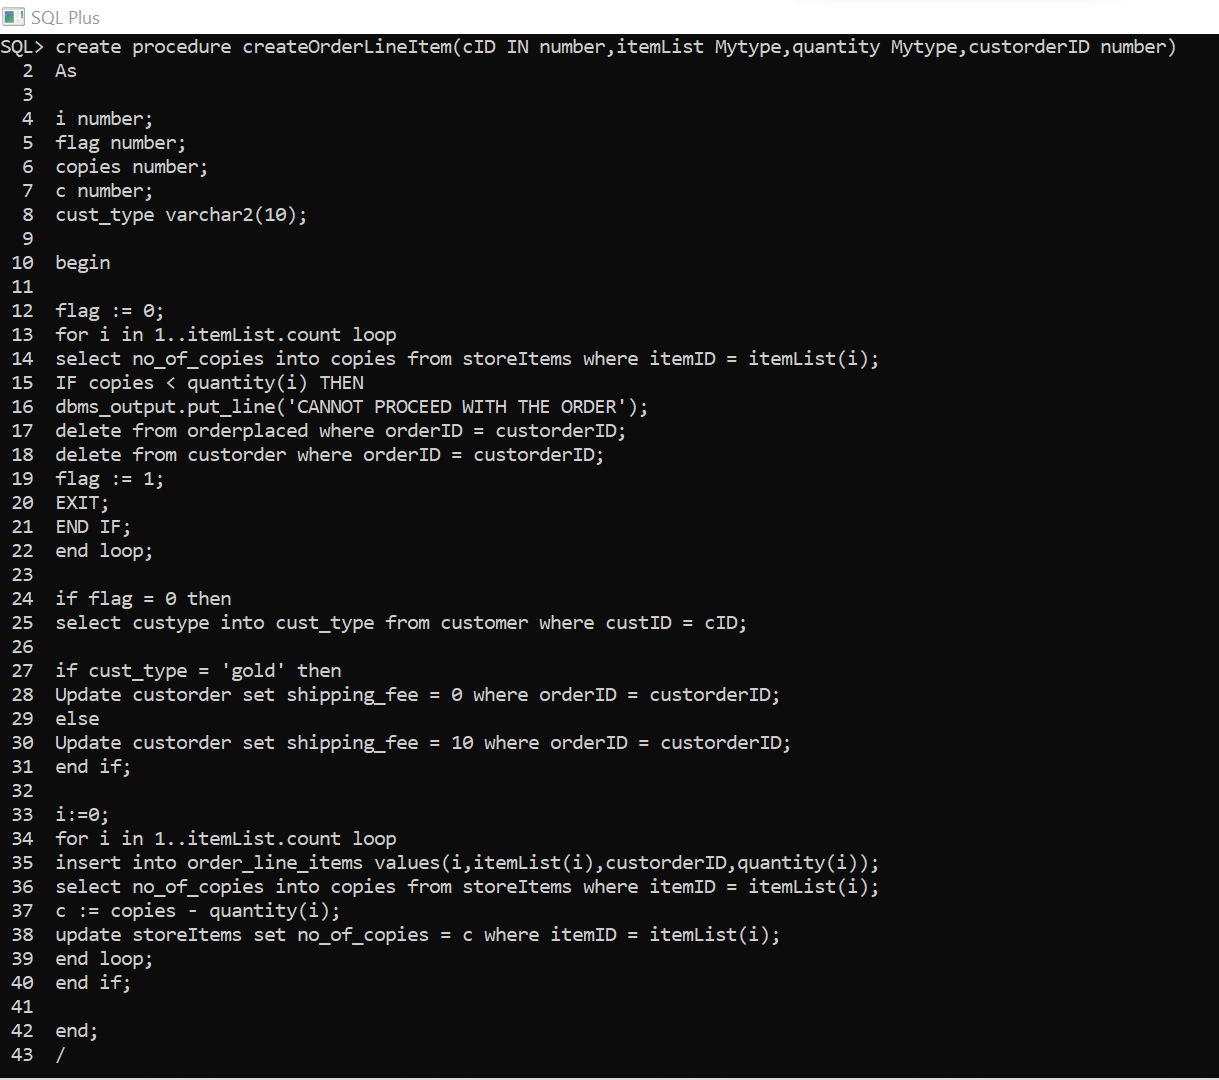 SQL Plus
SQL> create procedure createOrderLineItem(cID IN number,itemList Mytype,quantity Mytype,custorderID number)
2 As
3
4 i number;
5 flag number;
6 copies number;
7 c number;
8 cust_type varchar2(10);
9
10 begin
11
12 flag := 0;
13 for i in 1..itemList.count loop
14 select no_of_copies into copies from storeItems where itemID = itemList(i);
15 IF copies < quantity(i) THEN
16 dbms_output.put_line('CANNOT PROCEED WITH THE ORDER');
17 delete from orderplaced where orderID = custorderID;
18 delete from custorder where orderID = custorderID;
19 flag := 1;
20 EXIT;
21 END IF;
22 end loop;
23
24 if flag = 0 then
25 select custype into cust_type from customer where custID = cID;
26
27 if cust_type = 'gold' then
28 Update custorder set shipping_fee = 0 where orderID = custorderID;
29 else
30 Update custorder set shipping_fee = 10 where orderID = custorderID;
31 end if;
32
33 i:=0;
34 for i in 1..itemList.count loop
35 insert into order_line_items values(i,itemList(i),custorderID,quantity(i));
36 select no_of_copies into copies from storeItems where itemID = itemList(i);
37 c := copies - quantity(i);
38 update storeItems set no_of_copies = c where itemID = itemList(i);
39 end loop;
40 end if;
41
42 end;
43 /